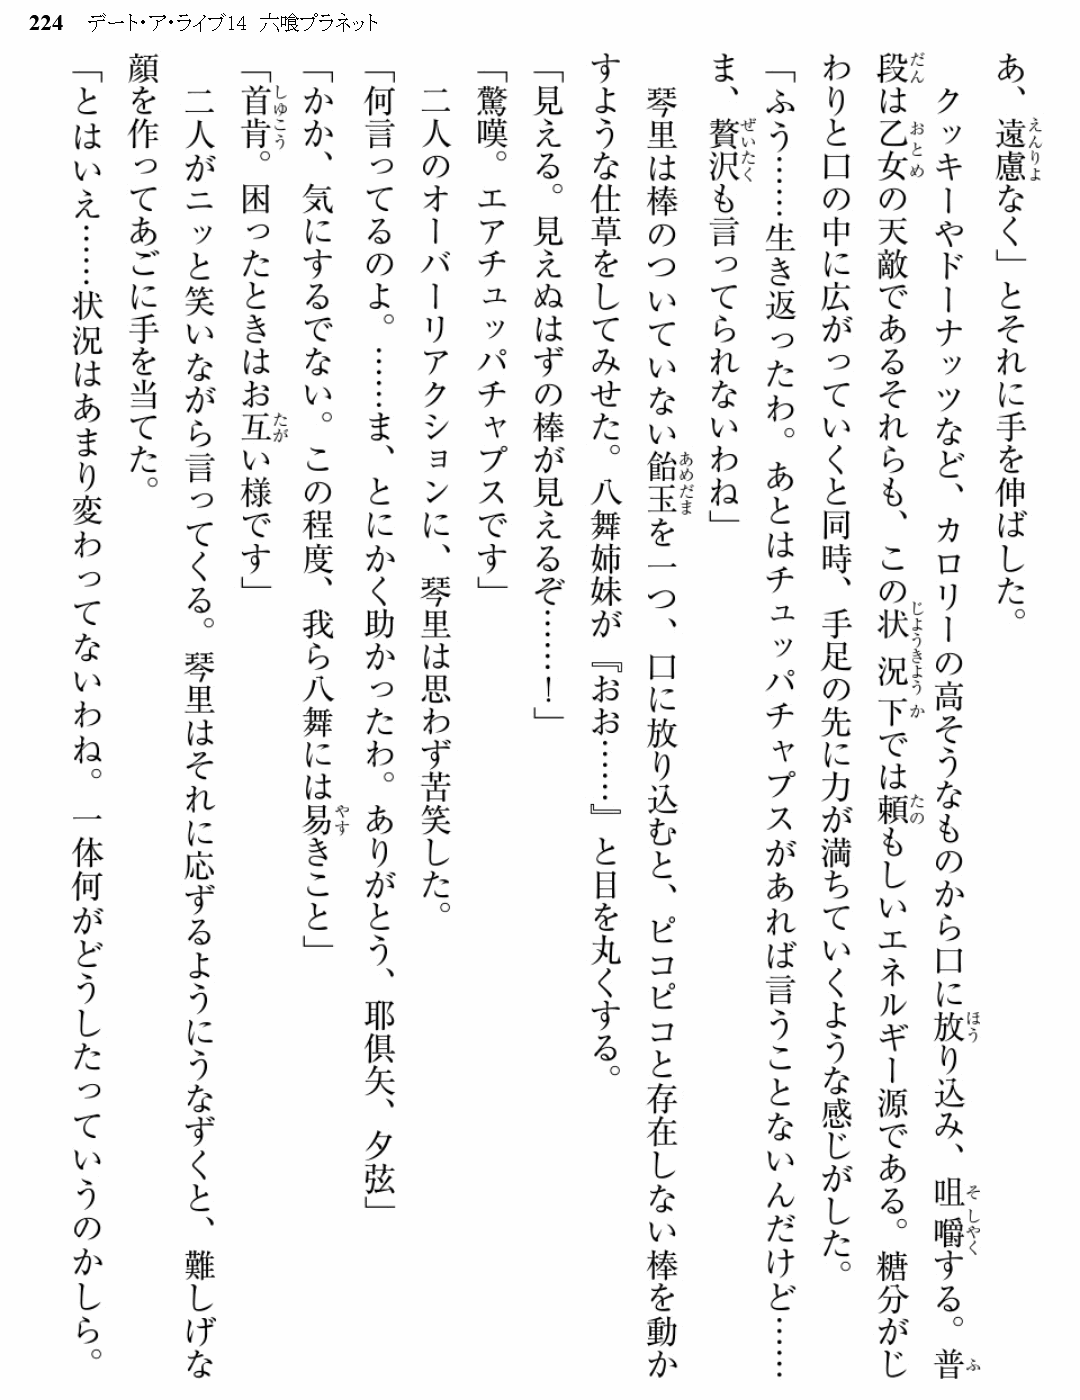 224 デート・ア・ライブ14 六喰プラネット
あ、遠慮なく」とそれに手を伸ばした。
クッキーやドーナッツなど、カロリーの高そうなものから口に放り込み、咀嚼する。普
段は乙女の天敵であるそれらも、この状況下では頼もしいエネルギー源である。糖分がじ
わりと口の中に広がっていくと同時、手足の先に力が満ちていくような感じがした。
「ふう……生き返ったわ。あとはチュッパチャプスがあれば言うことないんだけど……
ま、贅沢も言ってられないわね」
琴里は棒のついていない飴玉を一つ、口に放り込むと、ピコピコと存在しない棒を動か
すような仕草をしてみせた。八舞姉妹が『おお……』と目を丸くする。
「見える。見えぬはずの棒が見えるぞ……！」
「驚嘆。エアチュッパチャプスです」
二人のオーバーリアクションに、琴里は思わず苦笑した。
「何言ってるのよ。……ま、とにかく助かったわ。ありがとう、耶倶矢、夕弦」
「かか、気にするでない。この程度、我ら八舞には易きこと」
「首肯。困ったときはお互い様です」
二人がニッと笑いながら言ってくる。琴里はそれに応ずるようにうなずくと、難しげな
顔を作ってあごに手を当てた。
「とはいえ……状況はあまり変わってないわね。一体何がどうしたっていうのかしら。